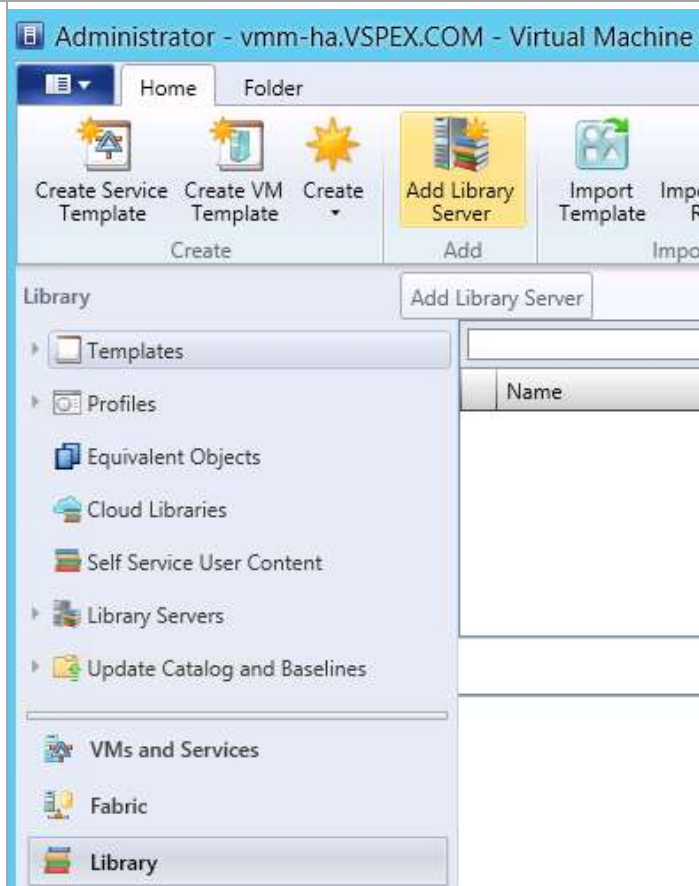 Administrator - vmm-ha.VSPEX.COM - Virtual Machine
Home Folder
Create Service Template
Create VM Template
Create
Add Library Server
Import Template
Create
Add
Library
Add Library Server
Templates
Name
Profiles
Equivalent Objects
Cloud Libraries
Self Service User Content
Library Servers
Update Catalog and Baselines
VMs and Services
Fabric
Library